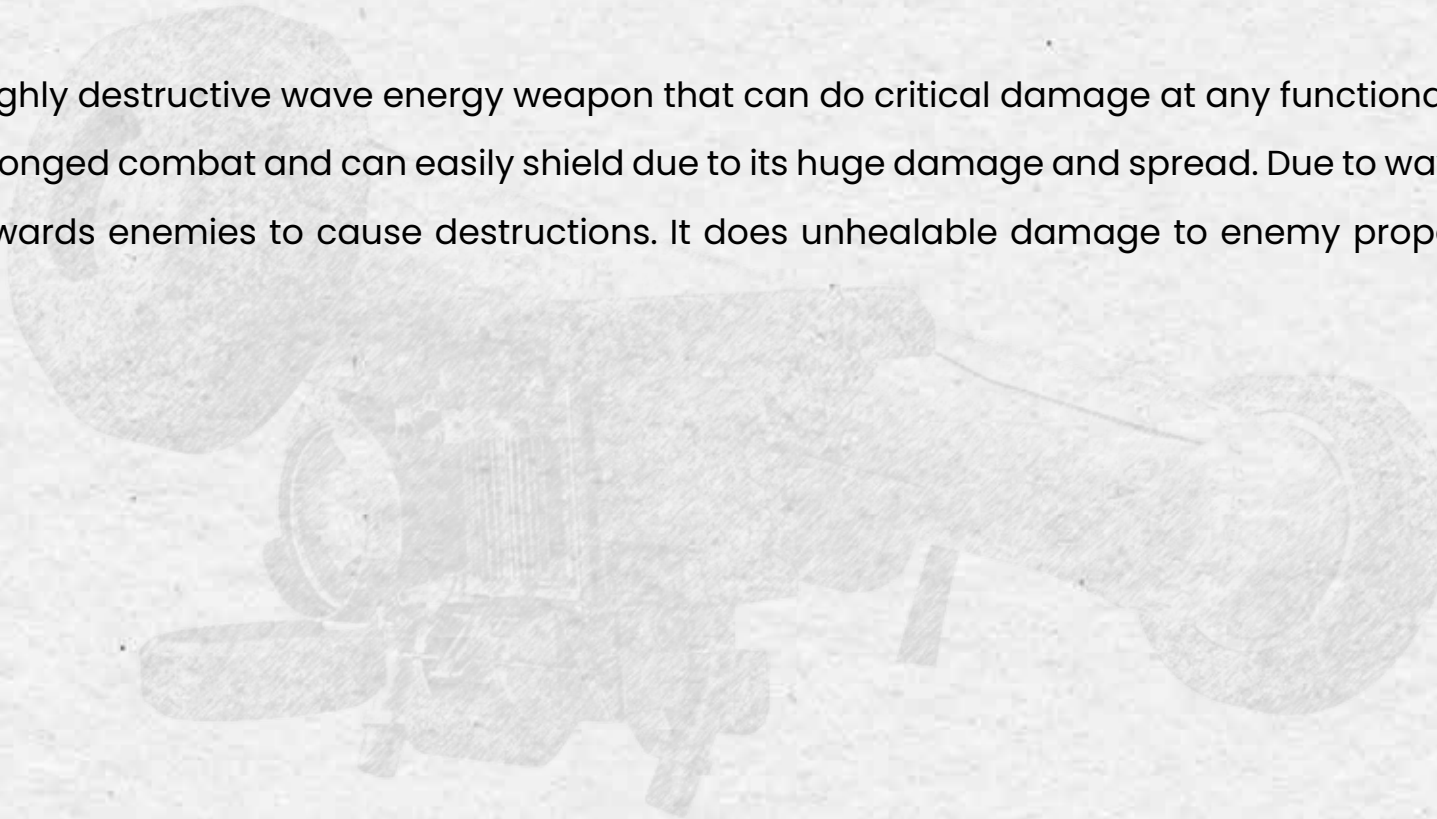 ghly destructive wave energy weapon that can do critical damage at any functiona
onged combat and can easily shield due to its huge damage and spread. Due to wa
wards enemies to cause destructions. It does unhealable damage to enemy prop